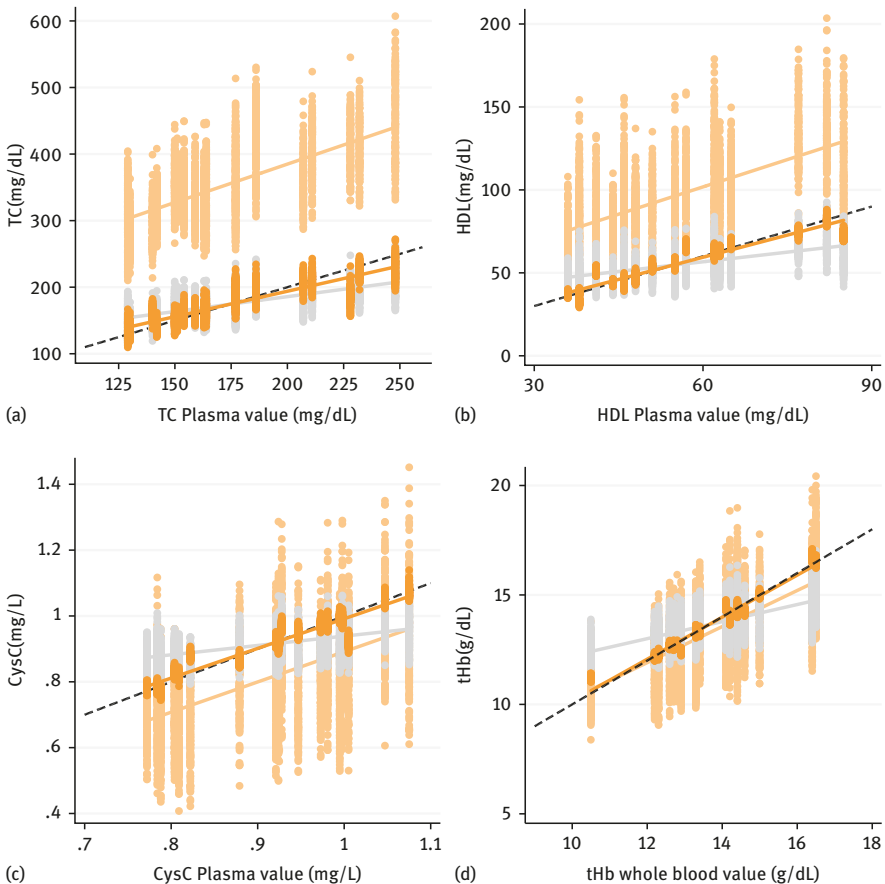 600
500
400
300
200
100
TC(mg/dL)
125 150 175 200 225 250
(a) TC Plasma value (mg/dL)
200
150
100
50
0
HDL(mg/dL)
30 60 90
(b) HDL Plasma value (mg/dL)
1.4
1.2
1
.8
.6
.4
CysC(mg/L)
.7 .8 .9 1 1.1
(c) CysC Plasma value (mg/L)
20
15
10
5
tHb(g/dL)
10 12 14 16 18
(d) tHb whole blood value (g/dL)